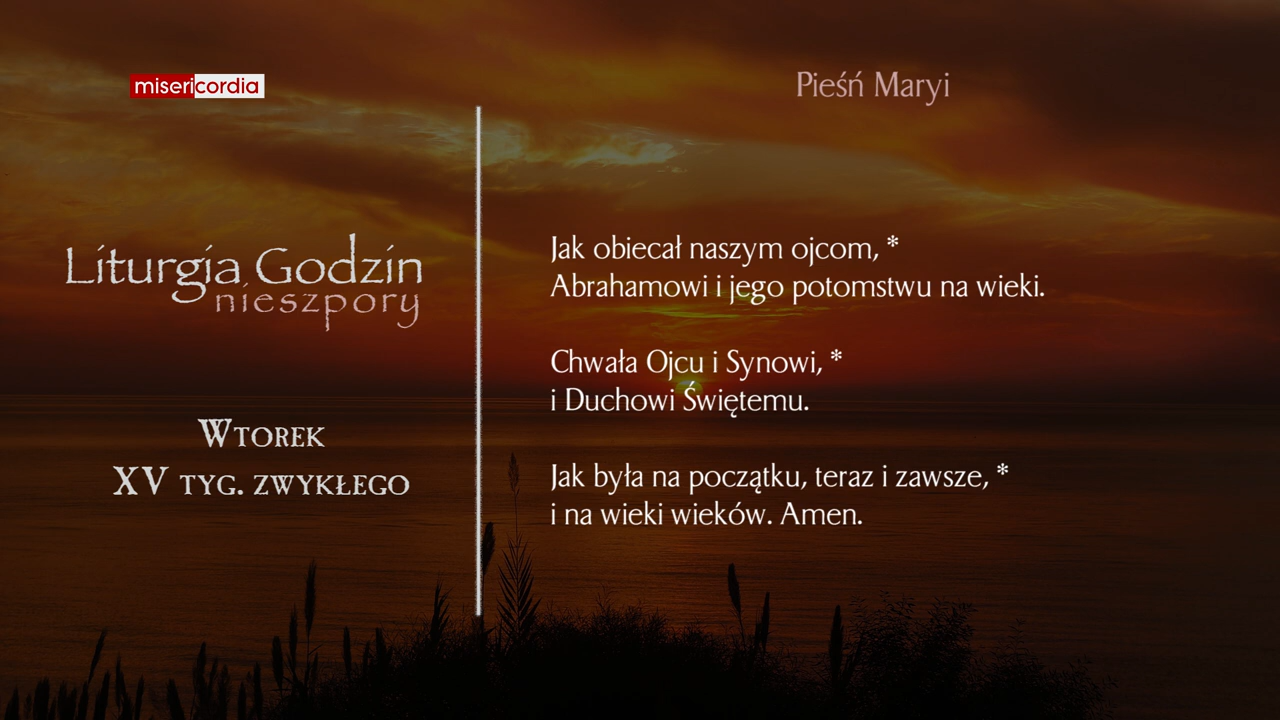 misericordia
Liturgia Godzin
nieszpory
Wtorek
XV tyg. zwykłego
Pieśń Maryi
Jak obiecał naszym ojcom, *
Abrahamowi i jego potomstwu na wieki.
Chwała Ojcu i Synowi, *
i Duchowi Świętemu.
Jak była na początku, teraz i zawsze, *
i na wieki wieków. Amen.